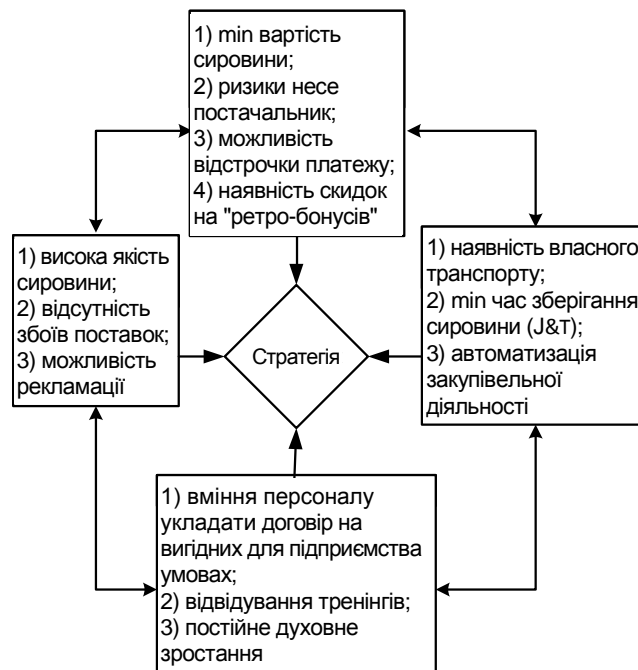 1) min вартість
сировини;
2) ризики несе
постачальник;
3) можливість
відстрочки платежу;
4) наявність скидок
на "ретро-бонусів"
1) висока якість
сировини;
2) відсутність
збоїв поставок;
3) можливість
рекламації
Стратегія
1) наявність власного
транспорту;
2) min час зберігання
сировини (J&T);
3) автоматизація
закупівельної
діяльності
1) вміння персоналу
укладати договір на
вигідних для підприємства
умовах;
2) відвідування тренінгів;
3) постійне духовне
зростання